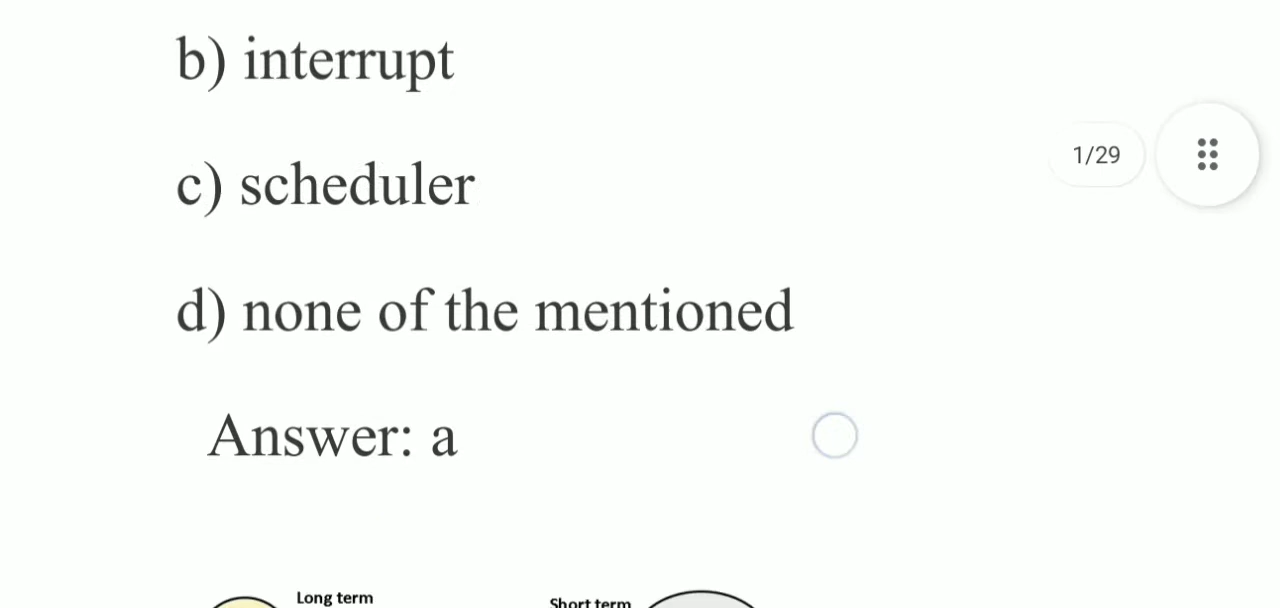 b) interrupt
1/29
c) scheduler
d) none of the mentioned
Answer: a
Long term
Short term